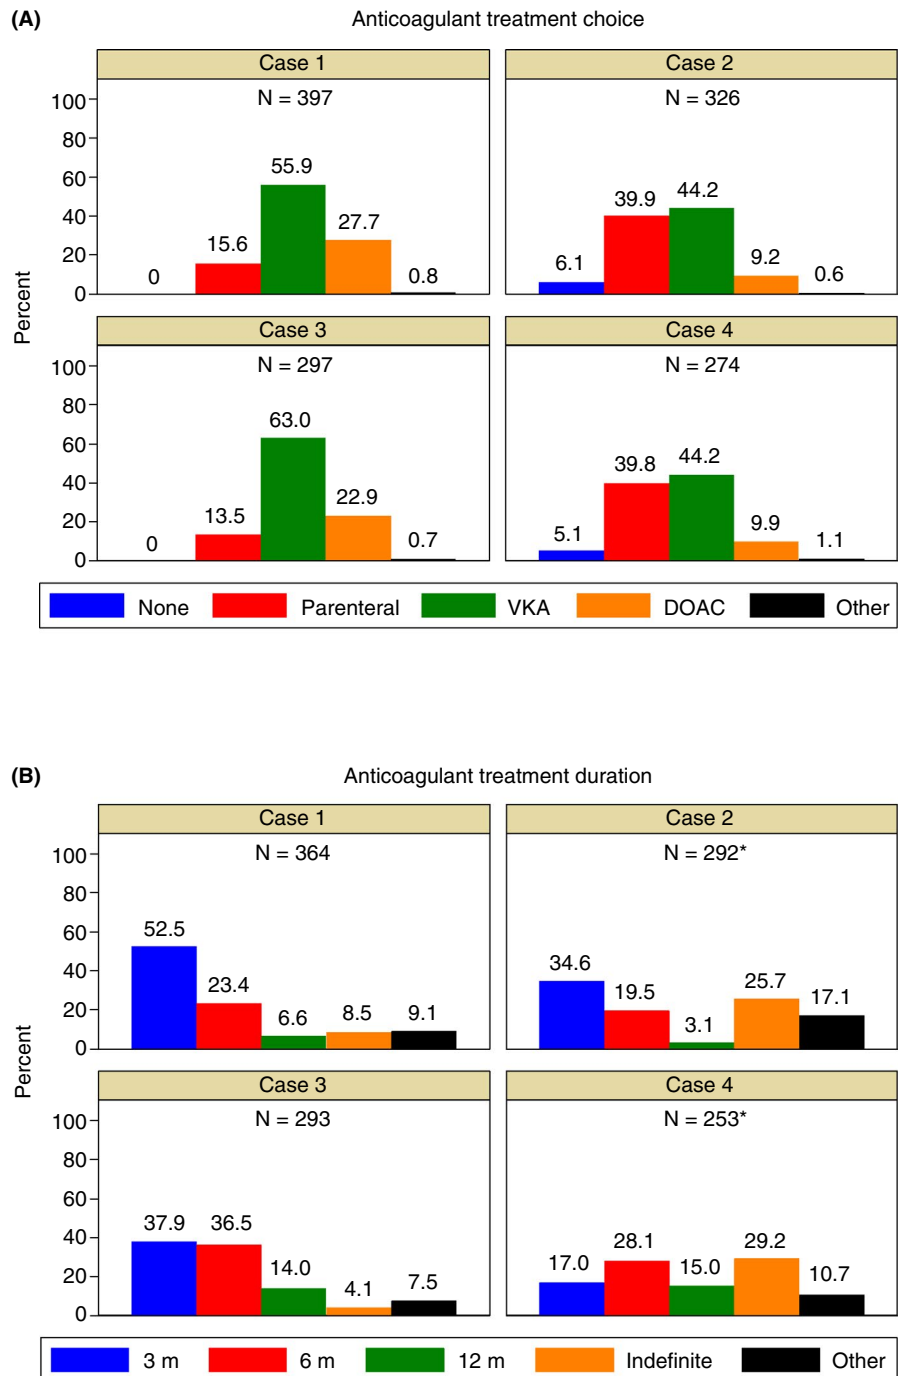 (A) Anticoagulant treatment choice
Case 1 Case 2
N = 397 N = 326
100
80
60
40
20
0
0 15.6 55.9 27.7 0.8
6.1 39.9 44.2 9.2 0.6
Percent
Case 3 Case 4
N = 297 N = 274
100
80
60
40
20
0
0 13.5 63.0 22.9 0.7
5.1 39.8 44.2 9.9 1.1
None Parenteral VKA DOAC Other
(B) Anticoagulant treatment duration
Case 1 Case 2
N = 364 N = 292*
100
80
60
40
20
0
52.5 23.4 6.6 8.5 9.1
34.6 19.5 3.1 25.7 17.1
Percent
Case 3 Case 4
N = 293 N = 253*
100
80
60
40
20
0
37.9 36.5 14.0 4.1 7.5
17.0 28.1 15.0 29.2 10.7
3 m 6 m 12 m Indefinite Other